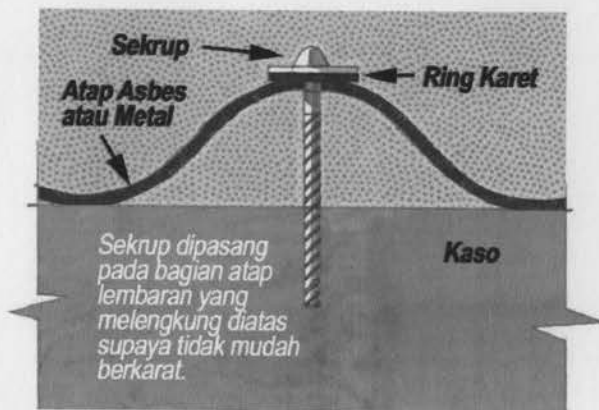 Sekrup
Ring Karet
Atap Asbes
atau Metal
Kaso
Sekrup dipasang
pada bagian atap
lembaran yang
melengkung diatas
supaya tidak mudah
berkarat.